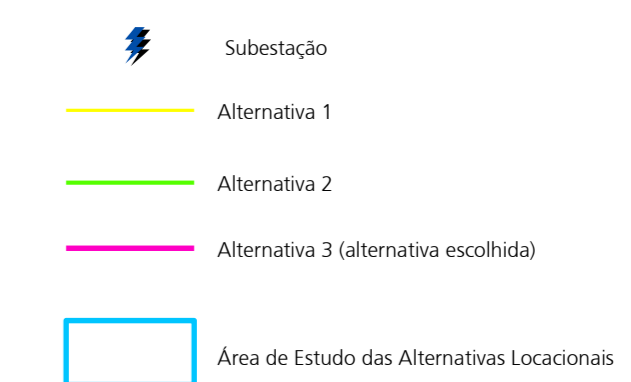 Subestação
Alternativa 1
Alternativa 2
Alternativa 3 (alternativa escolhida)
Área de Estudo das Alternativas Locacionais